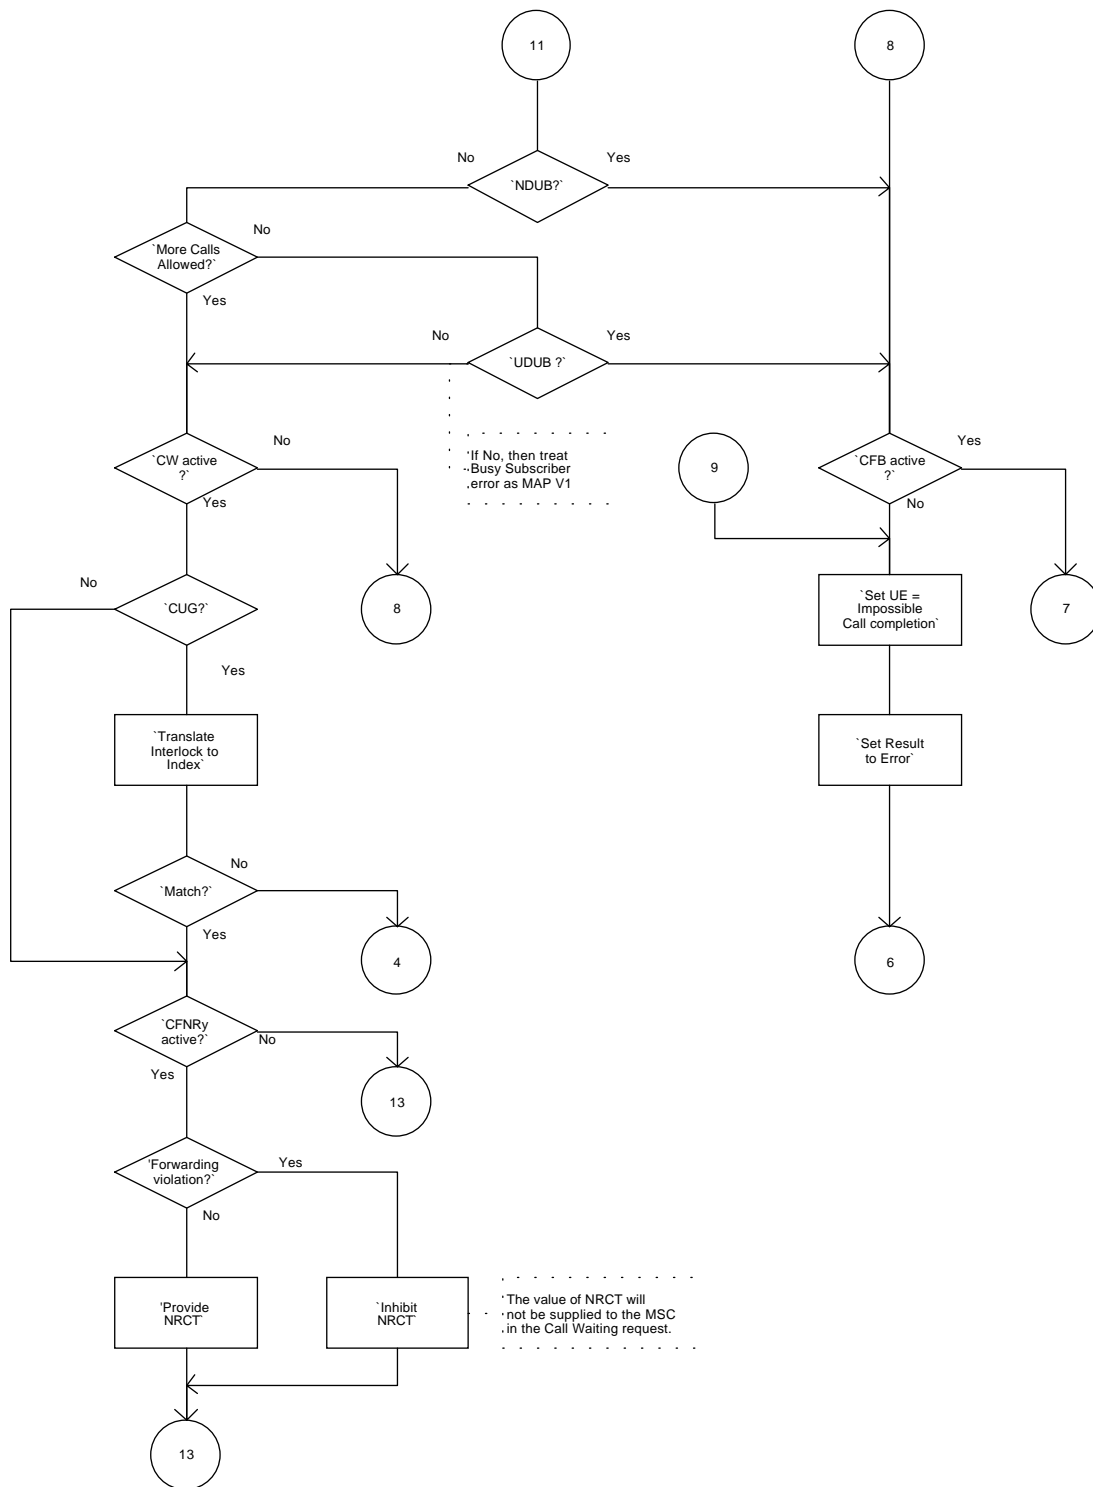 11
8
No
Yes
`NDUB?`
No
`More Calls
Allowed?`
Yes
No
Yes
`UDUB ?`
No
Yes
'If No, then treat
Busy Subscriber
error as MAP V1
`CW active
?`
Yes
9
`CFB active
?`
No
No
`CUG?`
8
`Set UE =
Impossible
Call completion`
7
Yes
`Translate
Interlock to
Index`
`Set Result
to Error`
No
`Match?`
Yes
4
6
`CFNRy
active?`
No
Yes
13
'Forwarding
violation?`
Yes
No
'Provide
NRCT`
`Inhibit
NRCT`
The value of NRCT will
not be supplied to the MSC
in the Call Waiting request.
13